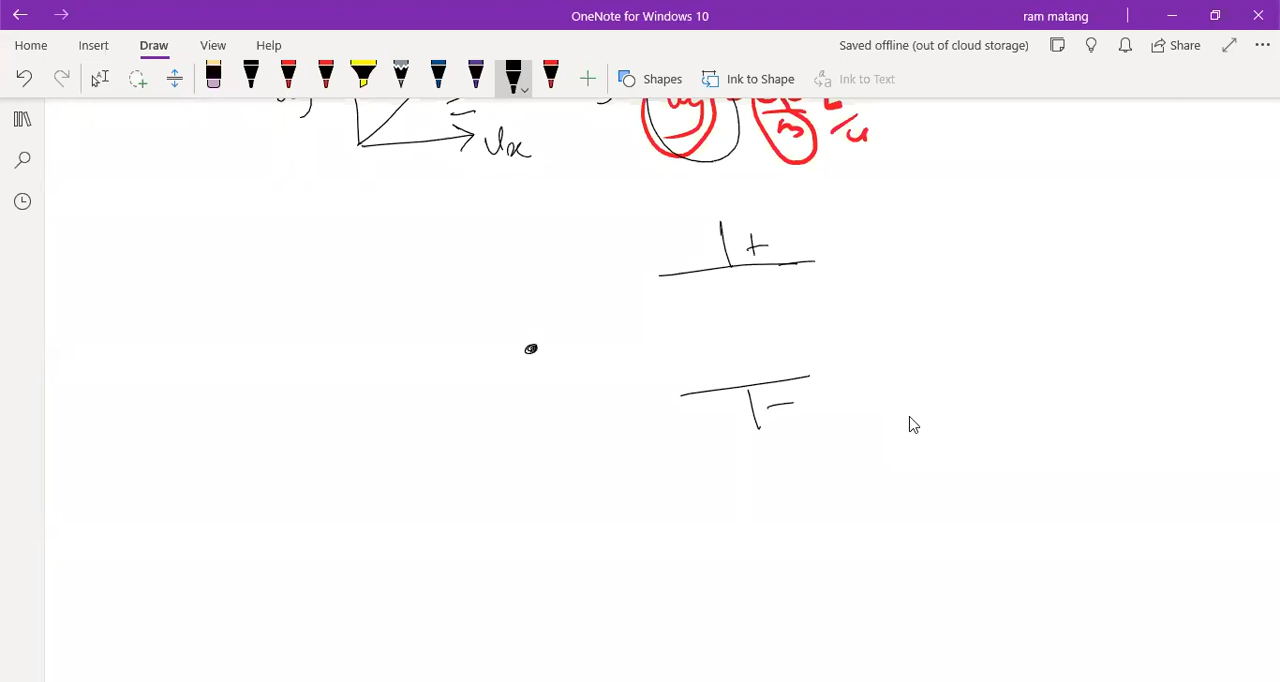 OneNote for Windows 10
ram matang
Home Insert Draw View Help
Saved offline (out of cloud storage)
Share
Shapes
Ink to Shape
Ink to Text
vx
m
+
-